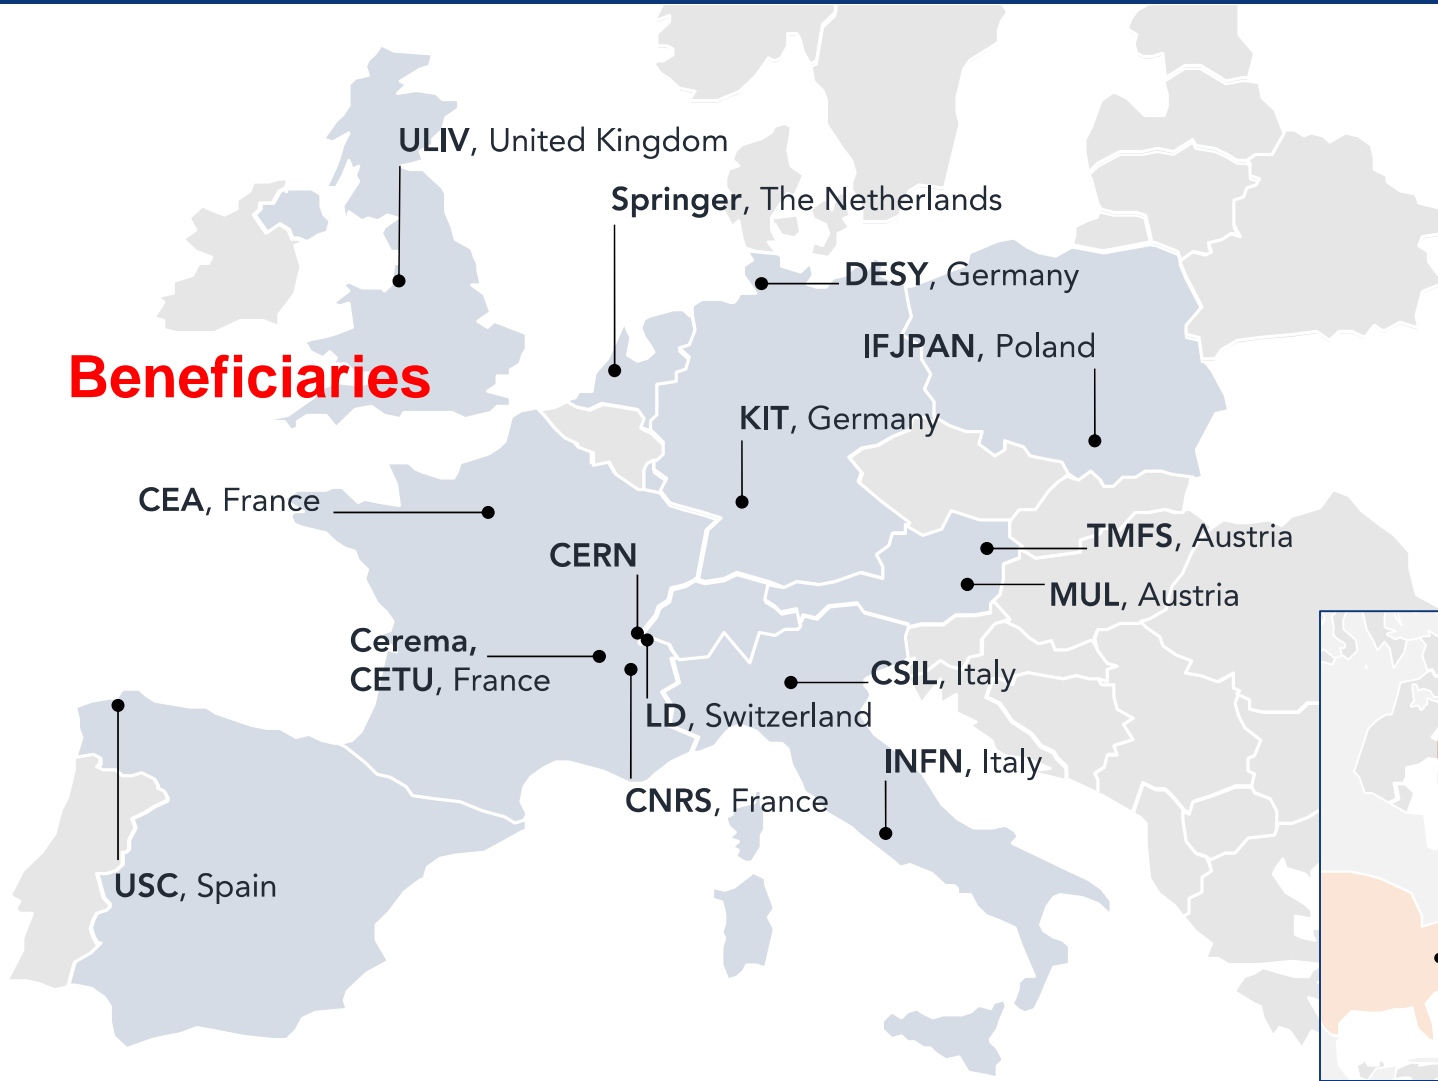 ULIV, United Kingdom
Springer, The Netherlands
DESY, Germany
IFJPAN, Poland
Beneficiaries
KIT, Germany
CEA, France
TMFS, Austria
CERN
MUL, Austria
Cerema,
CETU, France
CSIL, Italy
LD, Switzerland
INFN, Italy
CNRS, France
USC, Spain